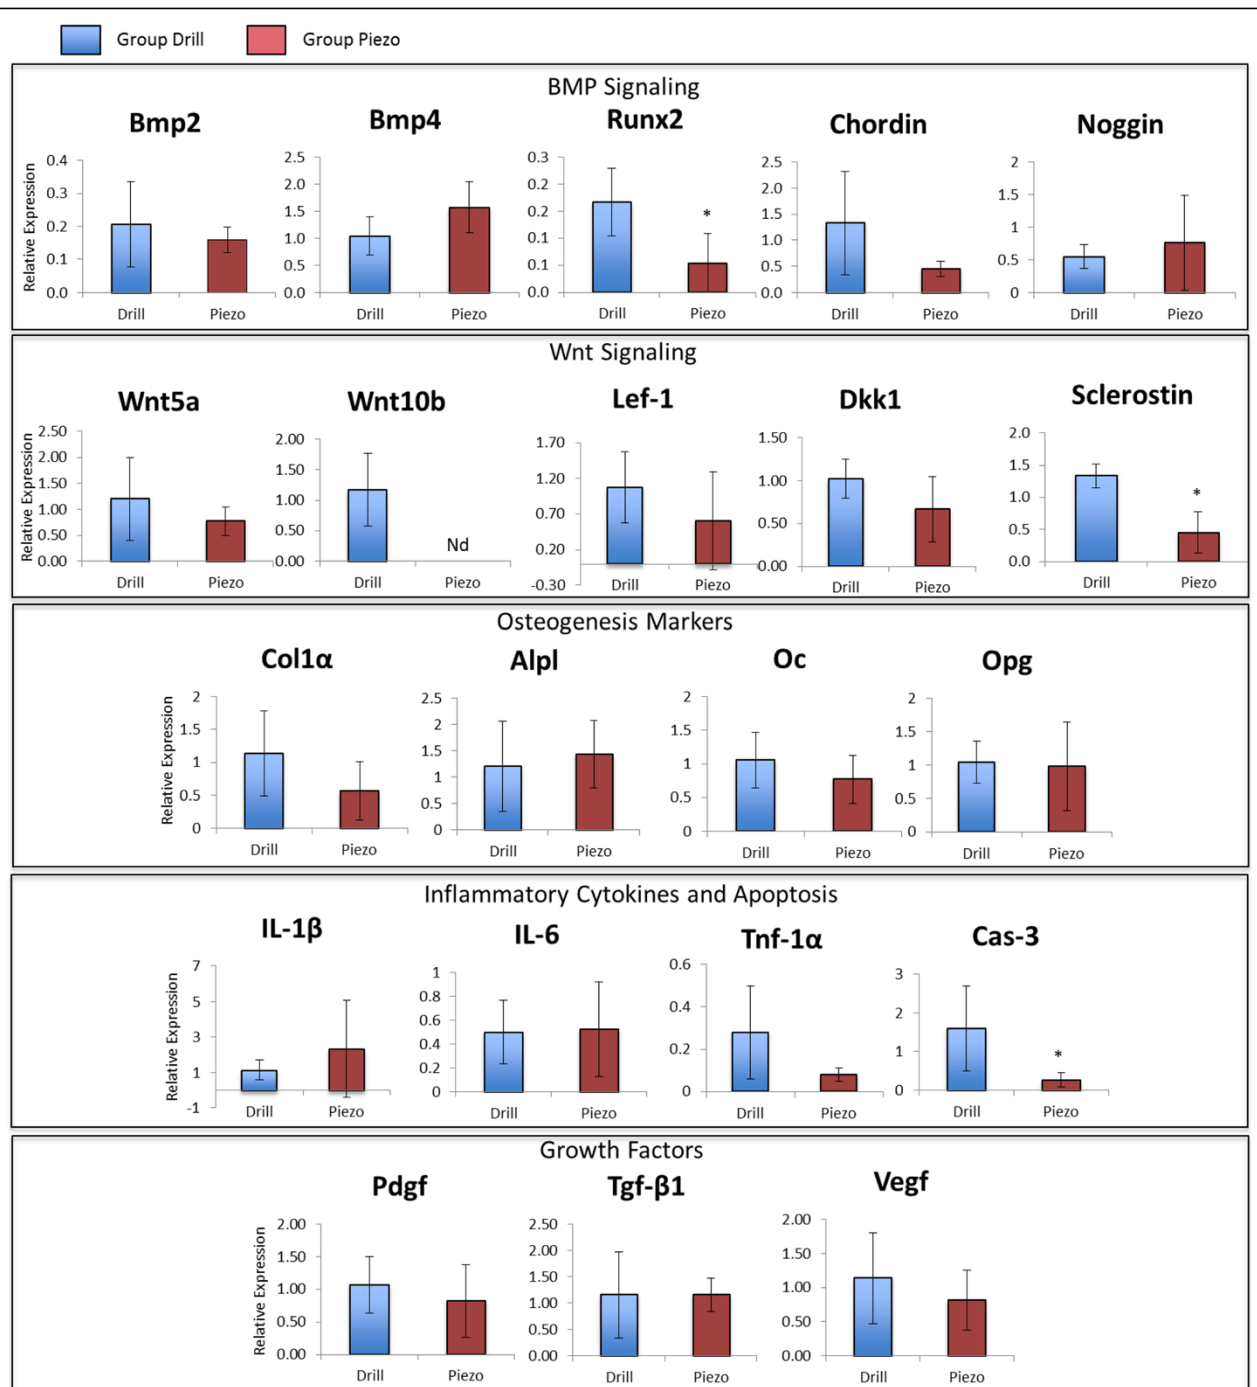 Group Drill Group Piezo
BMP Signaling
Bmp2 Bmp4 Runx2 Chordin Noggin
Relative Expression
0.4 0.3 0.2 0.1 0.0
Drill Piezo
2.5 2.0 1.5 1.0 0.5 0.0
Drill Piezo
0.3 0.2 0.2 0.1 0.1 0.0
*
Drill Piezo
2.5 2.0 1.5 1.0 0.5 0.0
Drill Piezo
2 1.5 1 0.5 0
Drill Piezo
Wnt Signaling
Wnt5a Wnt10b Lef-1 Dkk1 Sclerostin
Relative Expression
2.50 2.00 1.50 1.00 0.50 0.00
Drill Piezo
2.00 1.50 1.00 0.50 0.00
Nd
Drill Piezo
1.70 1.20 0.70 0.20 -0.30
Drill Piezo
1.50 1.00 0.50 0.00
Drill Piezo
2.0 1.5 1.0 0.5 0.0
*
Drill Piezo
Osteogenesis Markers
Col1α Alpl Oc Opg
Relative Expression
2 1.5 1 0.5 0
Drill Piezo
2.5 2 1.5 1 0.5 0
Drill Piezo
2 1.5 1 0.5 0
Drill Piezo
2 1.5 1 0.5 0
Drill Piezo
Inflammatory Cytokines and Apoptosis
IL-1β IL-6 Tnf-1α Cas-3
Relative Expression
7 5 3 1 -1
Drill Piezo
1 0.8 0.6 0.4 0.2 0
Drill Piezo
0.6 0.4 0.2 0
Drill Piezo
3 2 1 0
*
Drill Piezo
Growth Factors
Pdgf Tgf-β1 Vegf
Relative Expression
2.00 1.50 1.00 0.50 0.00
Drill Piezo
2.50 2.00 1.50 1.00 0.50 0.00
Drill Piezo
2.00 1.50 1.00 0.50 0.00
Drill Piezo